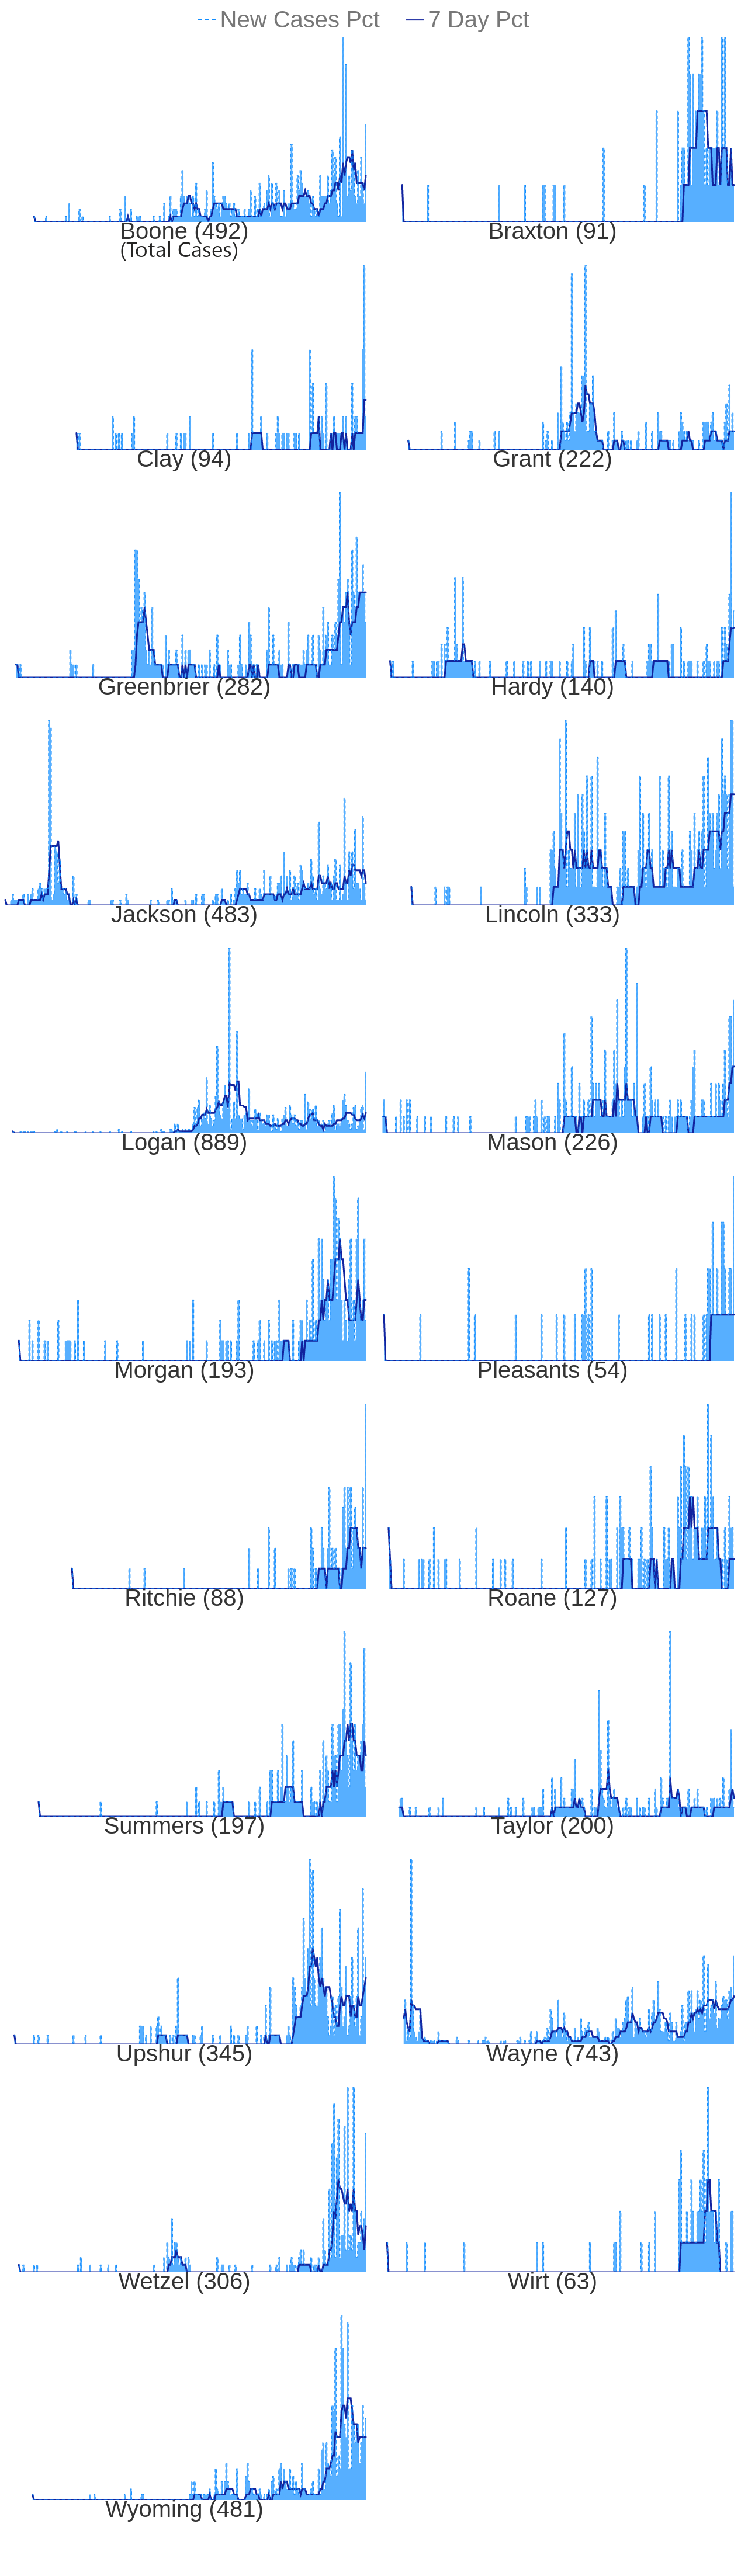 New Cases Pct 7 Day Pct
Boone (492) Braxton (91)
(Total Cases)
Clay (94) Grant (222)
Greenbrier (282) Hardy (140)
Jackson (483) Lincoln (333)
Logan (889) Mason (226)
Morgan (193) Pleasants (54)
Ritchie (88) Roane (127)
Summers (197) Taylor (200)
Upshur (345) Wayne (743)
Wetzel (306) Wirt (63)
Wyoming (481)